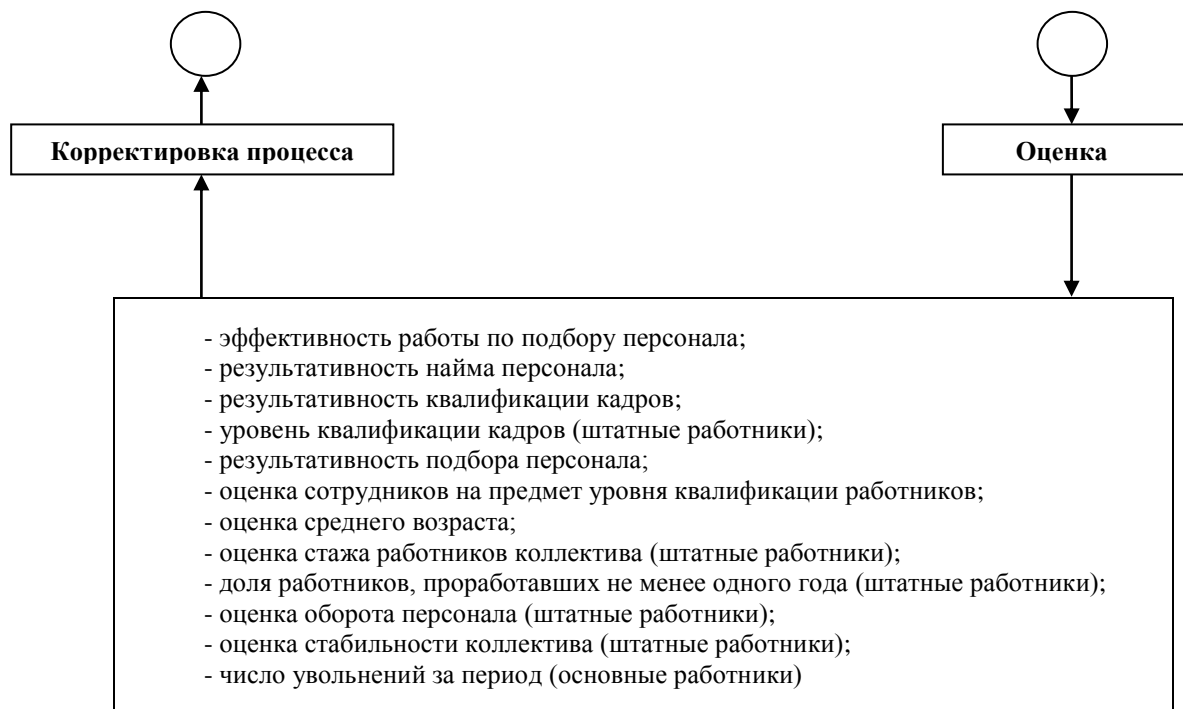 Корректировка процесса
Оценка
- эффективность работы по подбору персонала;
- результативность найма персонала;
- результативность квалификации кадров;
- уровень квалификации кадров (штатные работники);
- результативность подбора персонала;
- оценка сотрудников на предмет уровня квалификации работников;
- оценка среднего возраста;
- оценка стажа работников коллектива (штатные работники);
- доля работников, проработавших не менее одного года (штатные работники);
- оценка оборота персонала (штатные работники);
- оценка стабильности коллектива (штатные работники);
- число увольнений за период (основные работники)